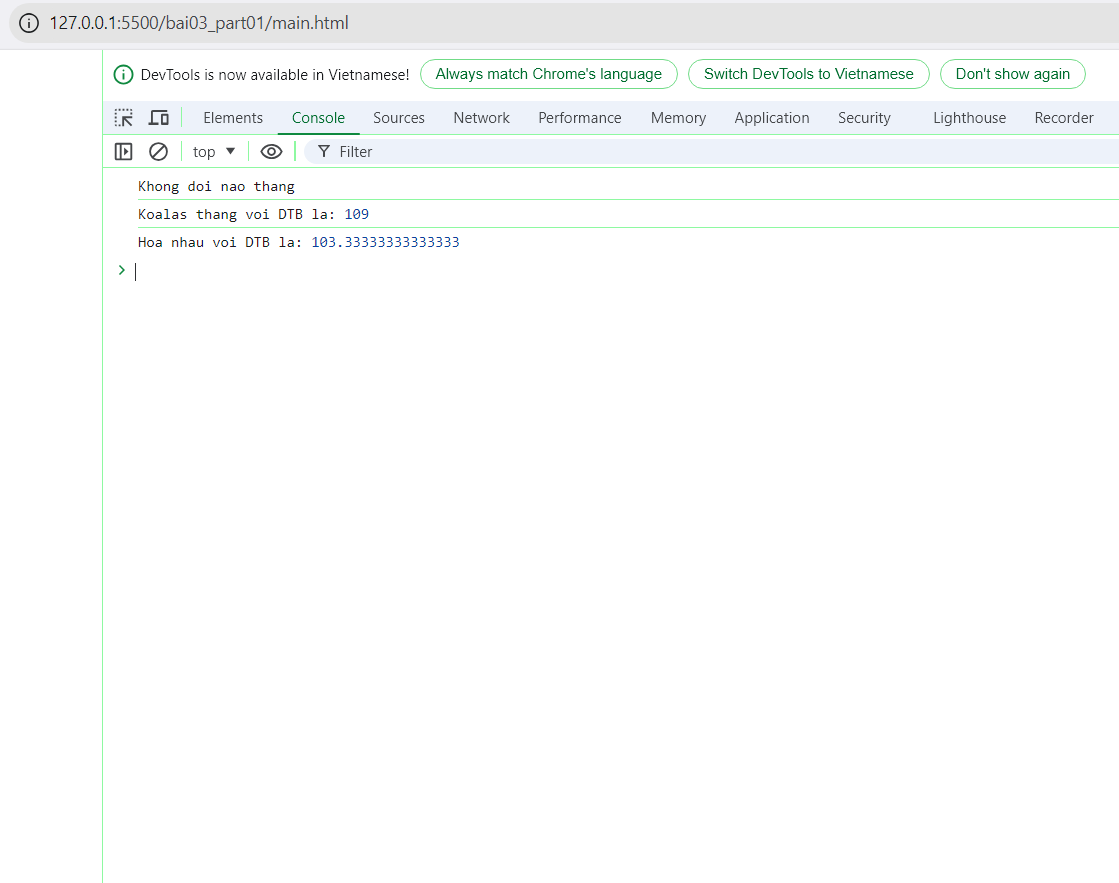 127.0.0.1:5500/bai03_part01/main.html
DevTools is now available in Vietnamese! Always match Chrome's language Switch DevTools to Vietnamese Don't show again
Elements Console Sources Network Performance Memory Application Security Lighthouse Recorder
top Filter
Khong doi nao thang
Koalas thang voi DTB la: 109
Hoa nhau voi DTB la: 103.33333333333333